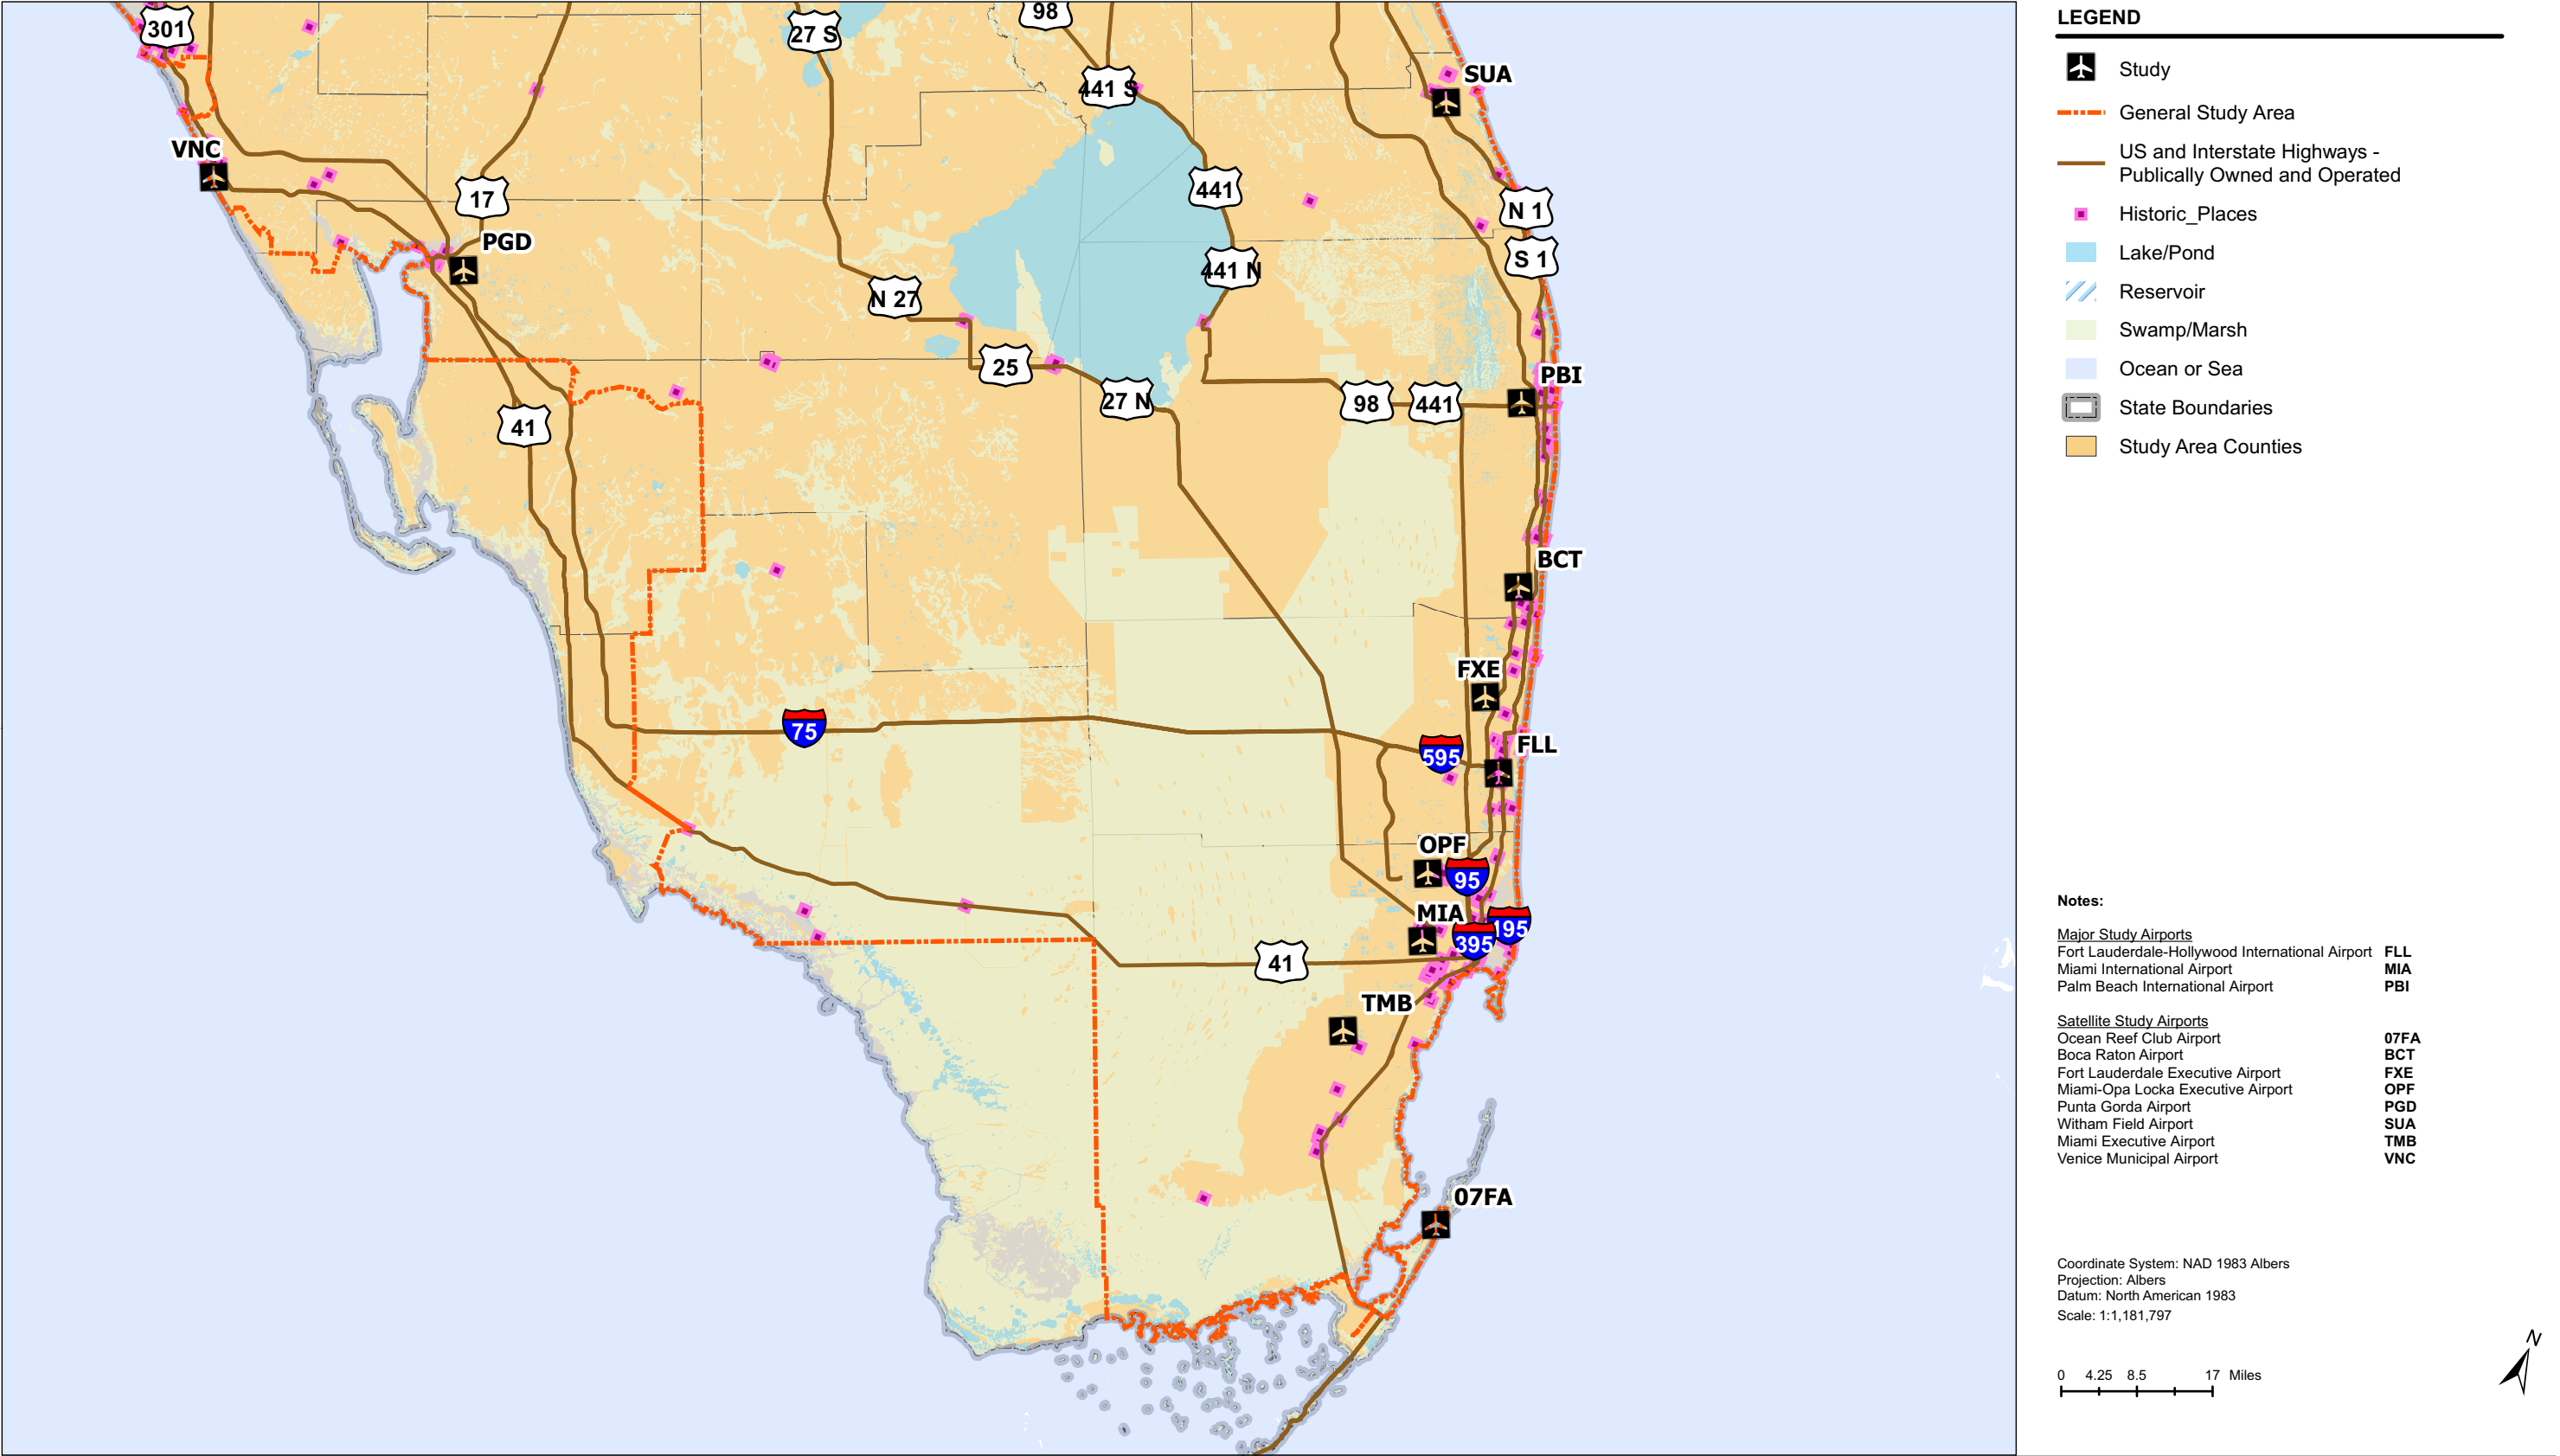 301
27 S
98
441 S
SUA
VNC
17
441
N 1
PGD
441 N
S 1
N 27
25
PBI
27 N
98
441
41
BCT
FXE
75
595
FLL
OPF
95
MIA
195
395
41
TMB
07FA
LEGEND
Study
General Study Area
US and Interstate Highways -
Publically Owned and Operated
Historic_Places
Lake/Pond
Reservoir
Swamp/Marsh
Ocean or Sea
State Boundaries
Study Area Counties
Notes:
Major Study Airports
Fort Lauderdale-Hollywood International Airport FLL
Miami International Airport MIA
Palm Beach International Airport PBI
Satellite Study Airports
Ocean Reef Club Airport 07FA
Boca Raton Airport BCT
Fort Lauderdale Executive Airport FXE
Miami-Opa Locka Executive Airport OPF
Punta Gorda Airport PGD
Witham Field Airport SUA
Miami Executive Airport TMB
Venice Municipal Airport VNC
Coordinate System: NAD 1983 Albers
Projection: Albers
Datum: North American 1983
Scale: 1:1,181,797
N
0 4.25 8.5 17 Miles